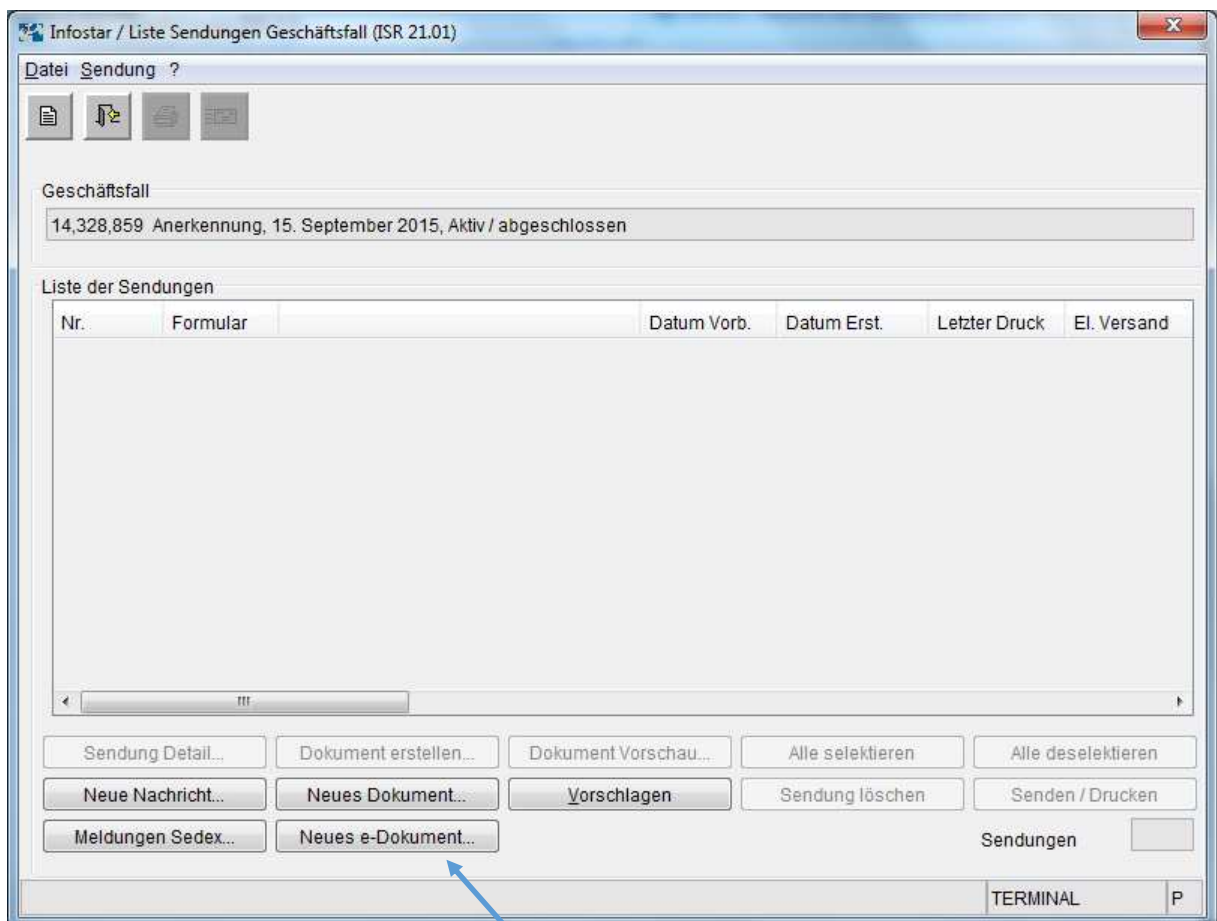 Infostar / Liste Sendungen Geschäftsfall (ISR 21.01)
Datei Sendung ?
Geschäftsfall
14,328,859 Anerkennung, 15. September 2015, Aktiv / abgeschlossen
Liste der Sendungen
Nr. Formular Datum Vorb. Datum Erst. Letzter Druck El. Versand
Sendung Detail... Dokument erstellen... Dokument Vorschau... Alle selektieren Alle deselektieren
Neue Nachricht... Neues Dokument... Vorschlagen Sendung löschen Senden / Drucken
Meldungen Sedex... Neues e-Dokument... Sendungen
TERMINAL P